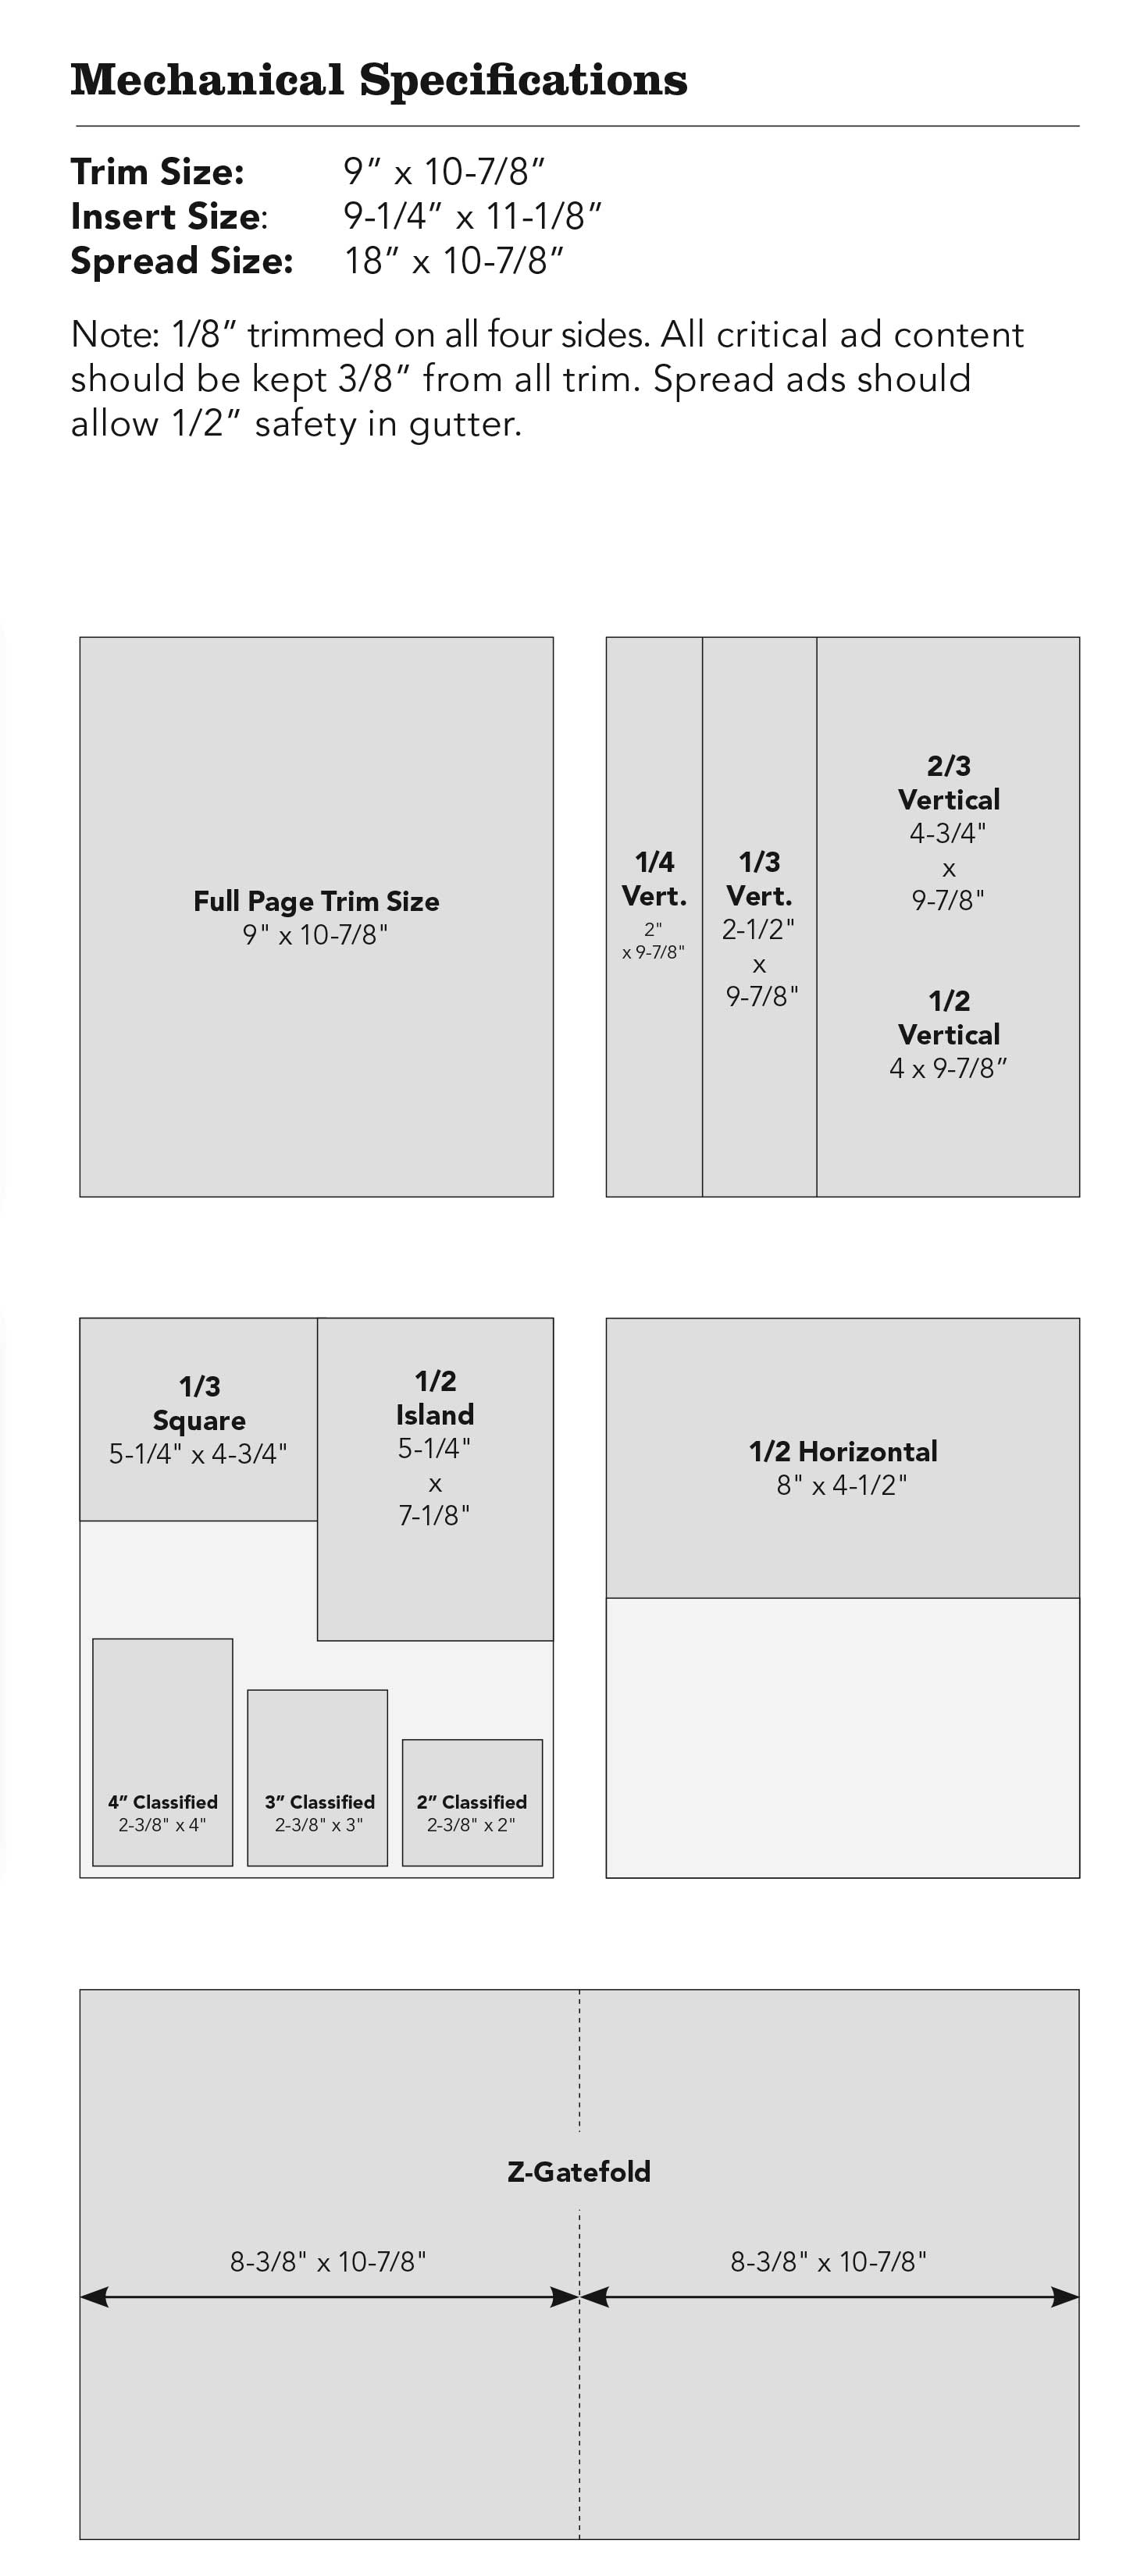 Mechanical Specifications
Trim Size: 9” x 10-7/8”
Insert Size: 9-1/4” x 11-1/8”
Spread Size: 18” x 10-7/8”
Note: 1/8” trimmed on all four sides. All critical ad content
should be kept 3/8” from all trim. Spread ads should
allow 1/2” safety in gutter.
Full Page Trim Size
9" x 10-7/8"
1/4
Vert.
2"
x 9-7/8"
1/3
Vert.
2-1/2"
x
9-7/8"
2/3
Vertical
4-3/4"
x
9-7/8"
1/2
Vertical
4 x 9-7/8”
1/3
Square
5-1/4" x 4-3/4"
1/2
Island
5-1/4"
x
7-1/8"
4” Classified
2-3/8" x 4"
3” Classified
2-3/8" x 3"
2” Classified
2-3/8" x 2"
1/2 Horizontal
8" x 4-1/2"
Z-Gatefold
8-3/8" x 10-7/8"
8-3/8" x 10-7/8"